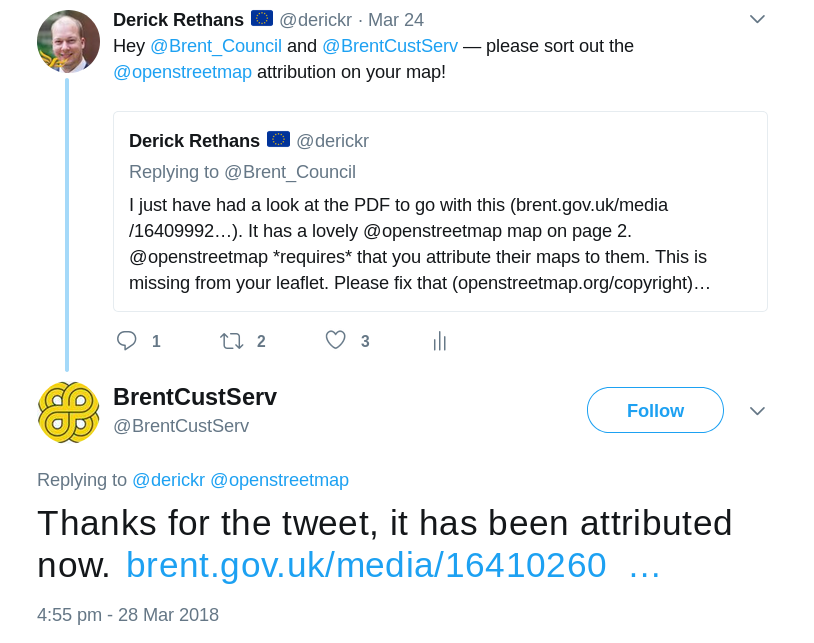 Derick Rethans 🇪🇺 @derickr · Mar 24
Hey @Brent_Council and @BrentCustServ — please sort out the
@openstreetmap attribution on your map!
Derick Rethans 🇪🇺 @derickr
Replying to @Brent_Council
I just have had a look at the PDF to go with this (brent.gov.uk/media
/16409992…). It has a lovely @openstreetmap map on page 2.
@openstreetmap *requires* that you attribute their maps to them. This is
missing from your leaflet. Please fix that (openstreetmap.org/copyright)…
1 2 3
BrentCustServ
@BrentCustServ
Follow
Replying to @derickr @openstreetmap
Thanks for the tweet, it has been attributed
now. brent.gov.uk/media/16410260 …
4:55 pm - 28 Mar 2018